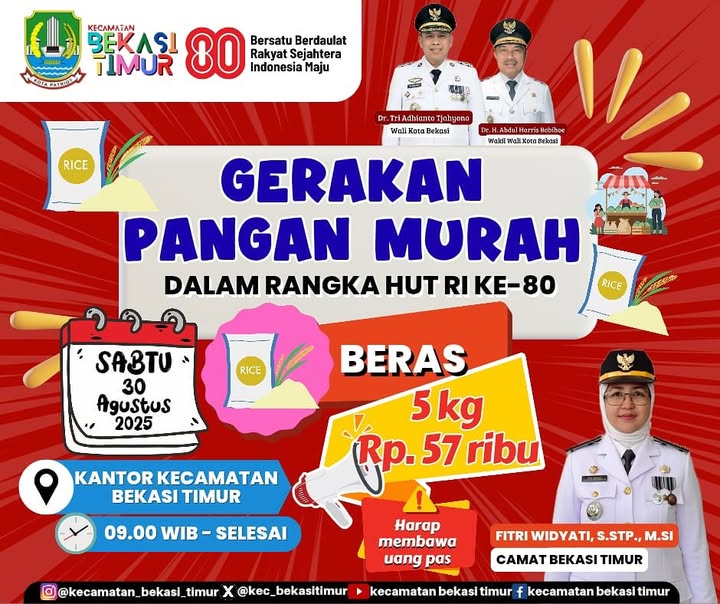 KOTA PATRIOT
KECAMATAN
BEKASI
TIMUR
80
Bersatu Berdaulat
Rakyat Sejahtera
Indonesia Maju
Dr. Tri Adhianto Tjahyono
Wali Kota Bekasi
Dr. H. Abdul Harris Bobihoe
Wakil Wali Kota Bekasi
RICE
GERAKAN
PANGAN MURAH
DALAM RANGKA HUT RI KE-80
RICE
SABTU
30
Agustus
2025
RICE
BERAS
5 kg
Rp. 57 ribu
KANTOR KECAMATAN
BEKASI TIMUR
09.00 WIB - SELESAI
!
Harap
membawa
uang pas
FITRI WIDYATI, S.STP., M.SI
CAMAT BEKASI TIMUR
@kecamatan_bekasi_timur X @kec_bekasitimur kecamatan bekasi timur f kecamatan bekasi timur